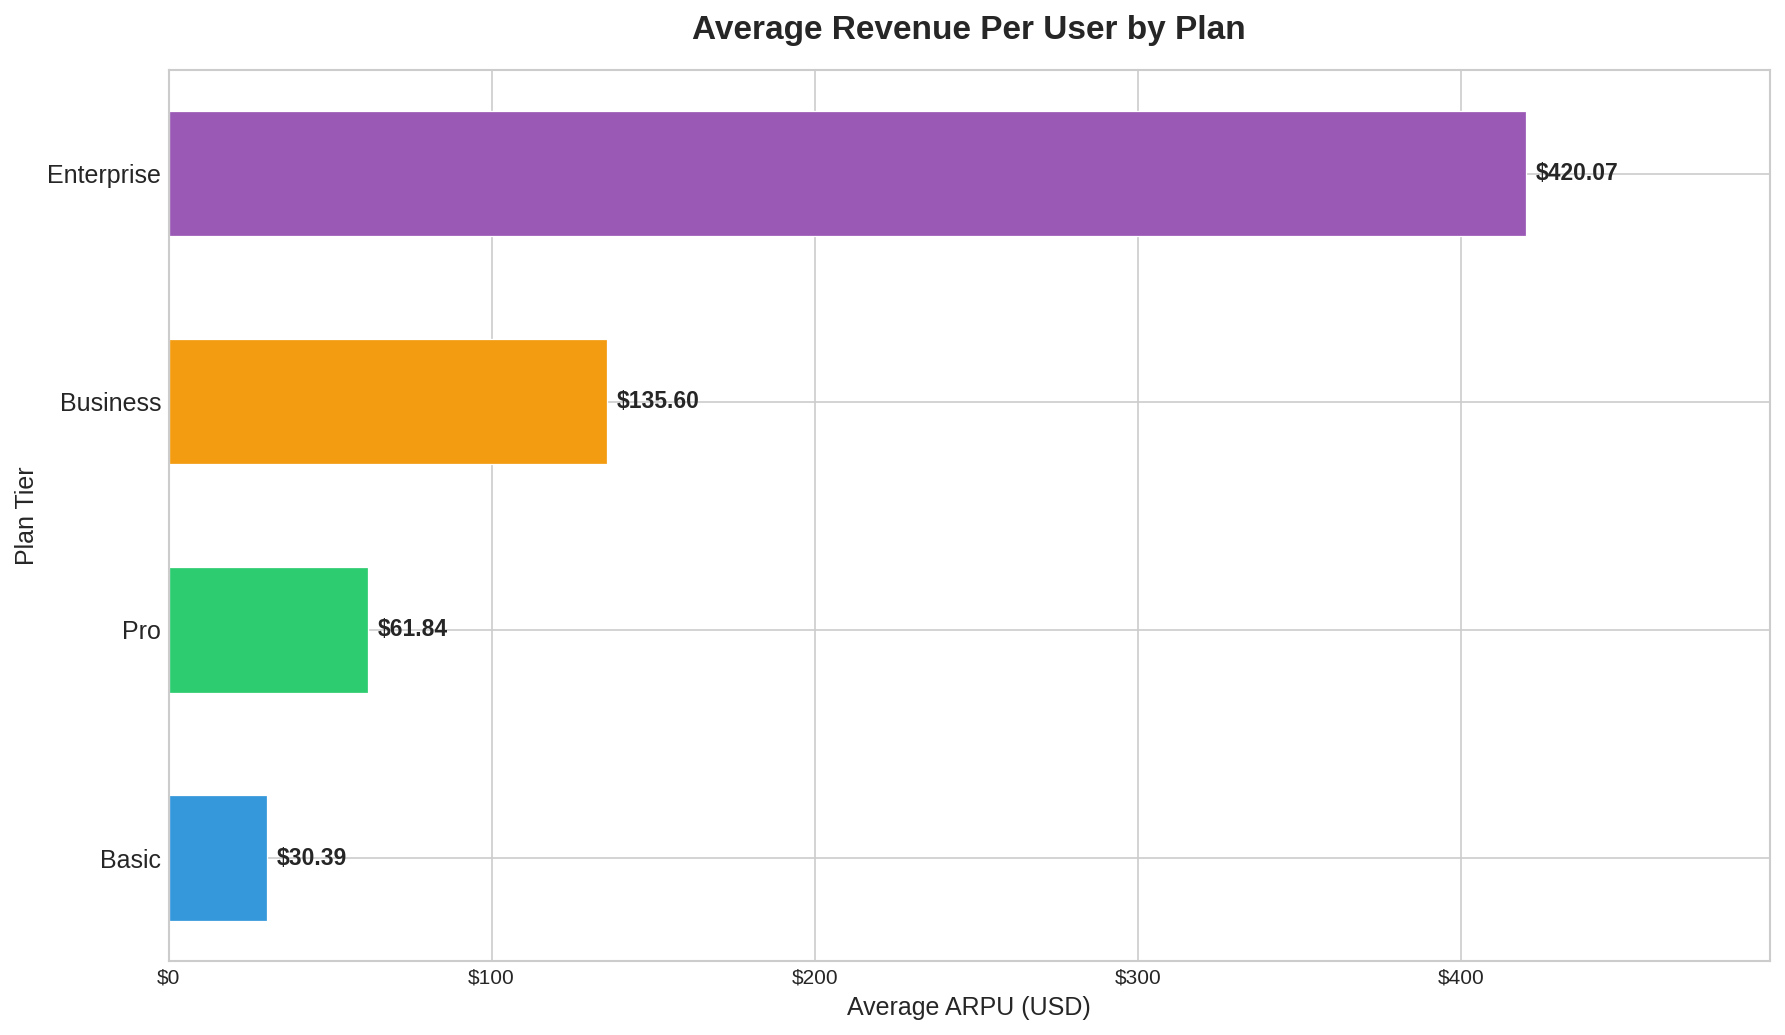 Average Revenue Per User by Plan
Enterprise
$420.07
Business
$135.60
Plan Tier
Pro
$61.84
Basic
$30.39
$0
$100
$200
$300
$400
Average ARPU (USD)